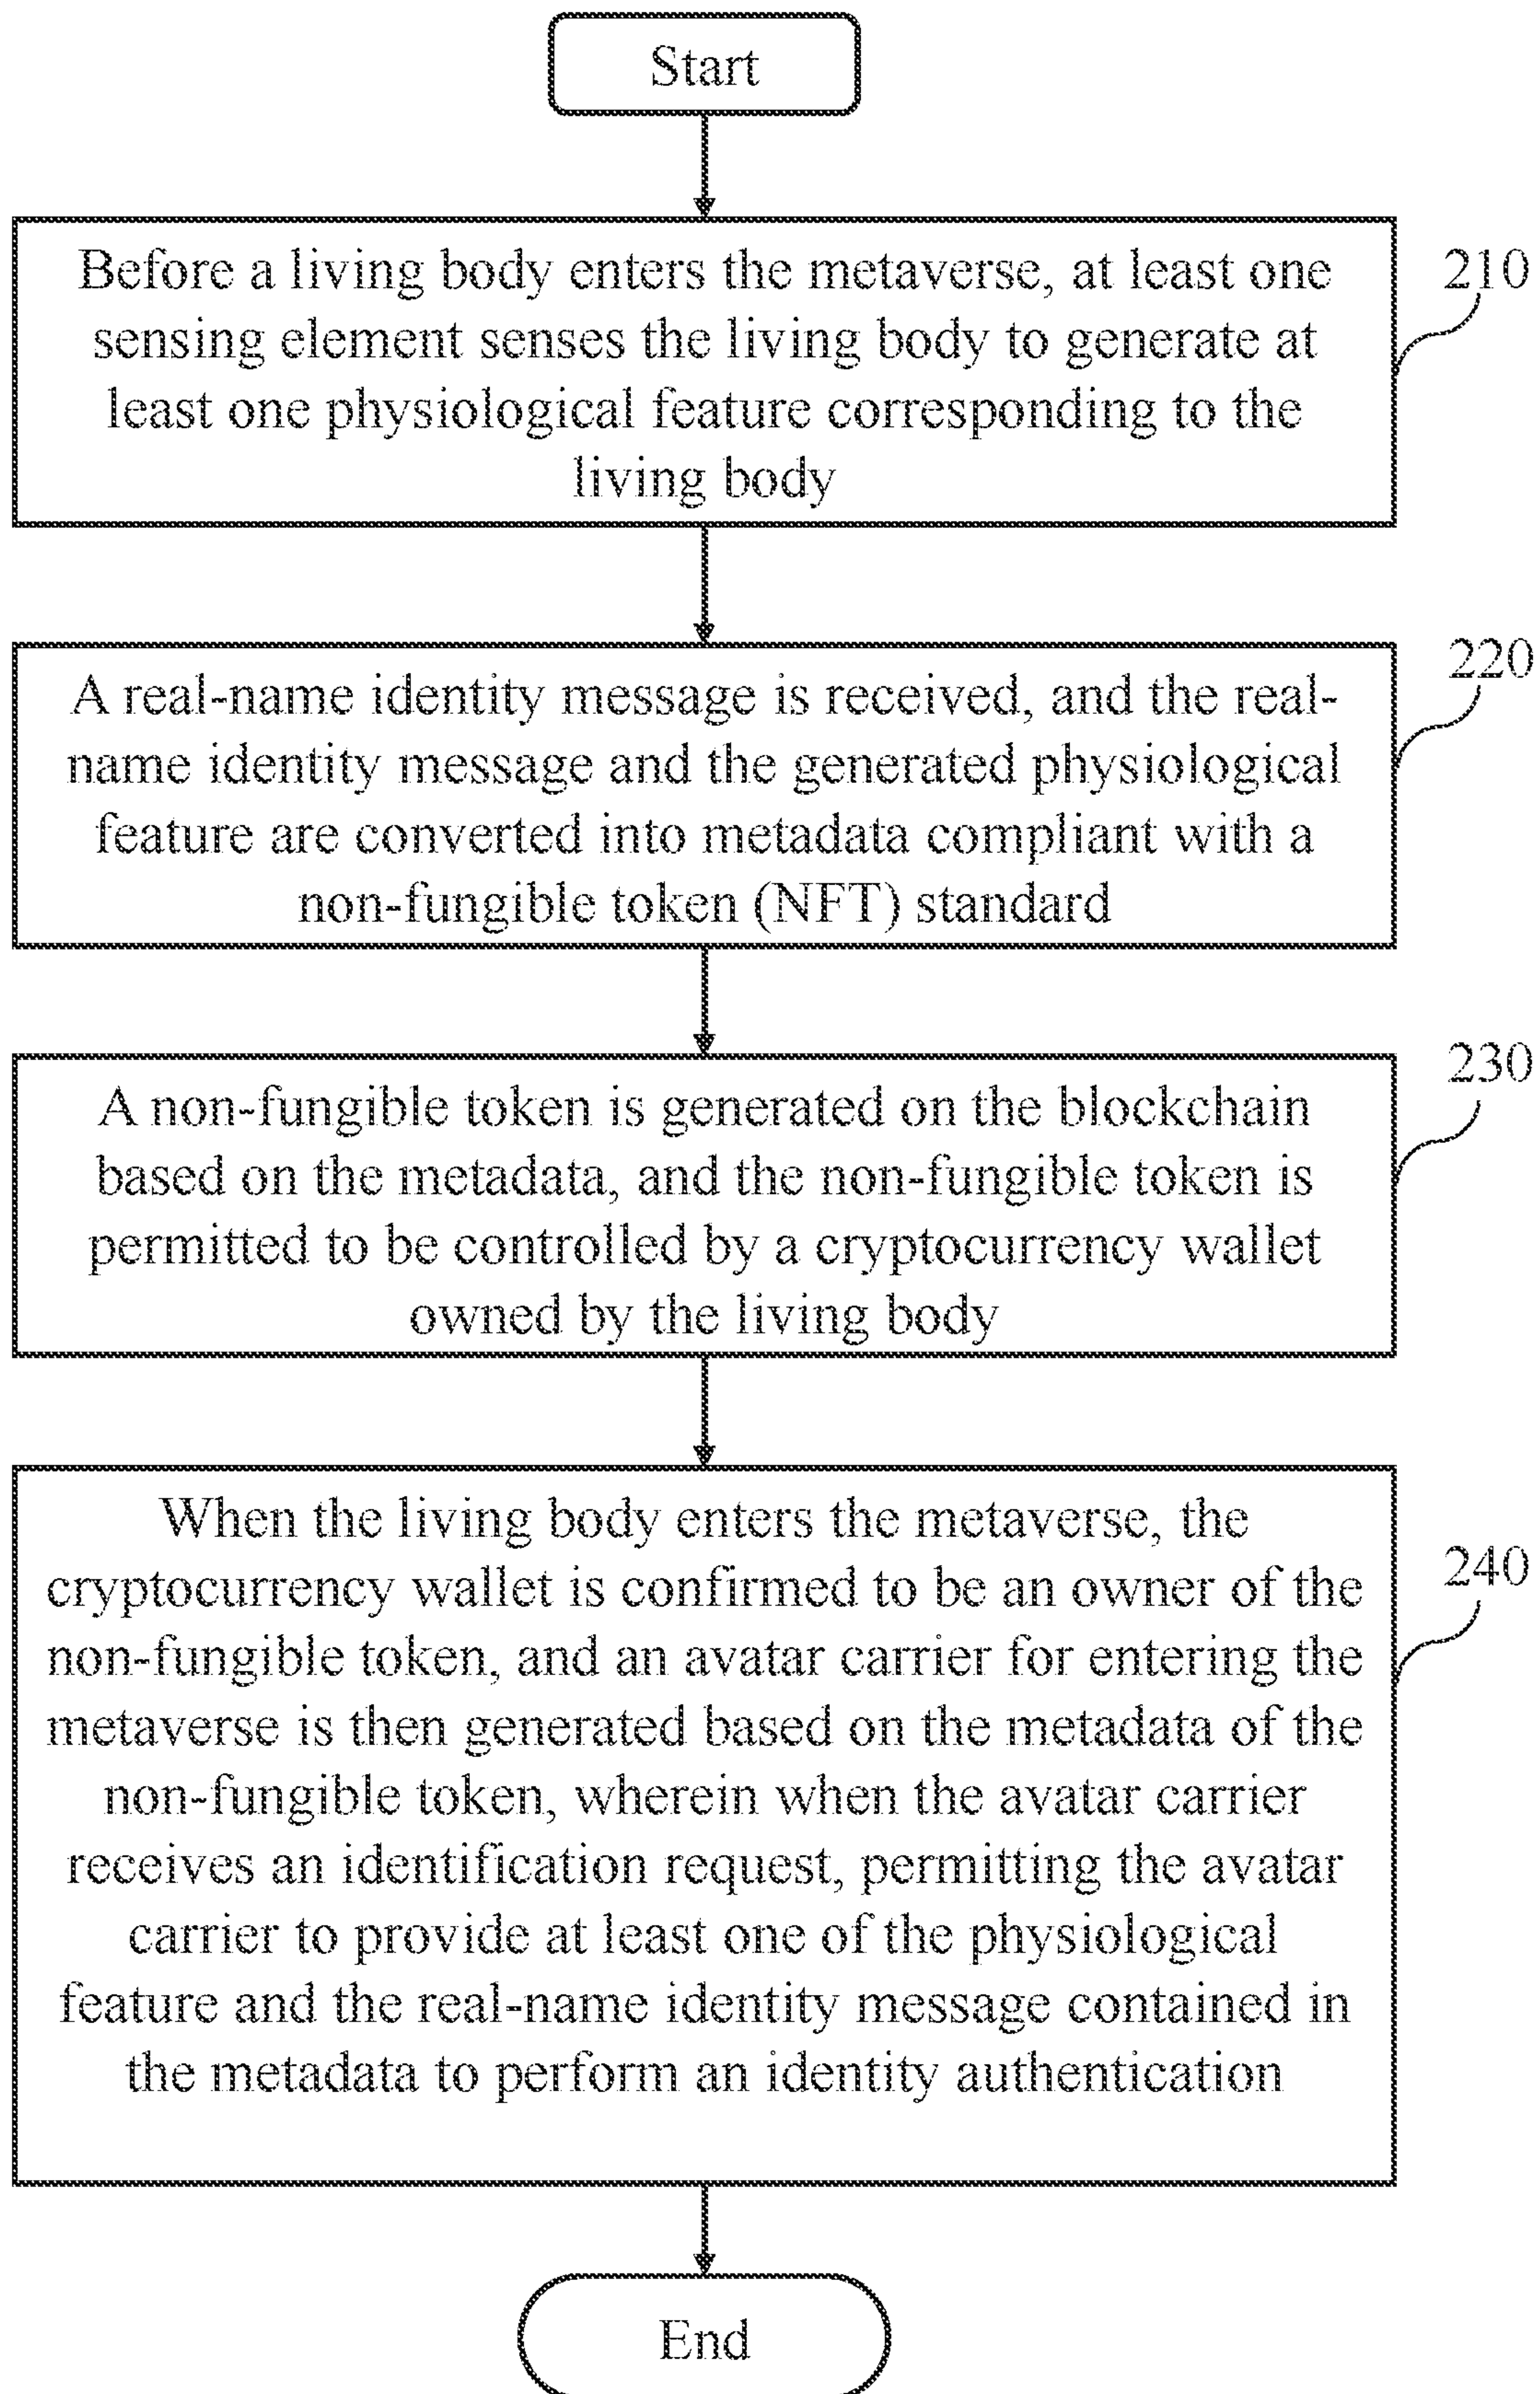 Start
Before a living body enters the metaverse, at least one
sensing element senses the living body to generate at
least one physiological feature corresponding to the
living body
210
A real-name identity message is received, and the real-
name identity message and the generated physiological
feature are converted into metadata compliant with a
non-fungible token (NFT) standard
220
A non-fungible token is generated on the blockchain
based on the metadata, and the non-fungible token is
permitted to be controlled by a cryptocurrency wallet
owned by the living body
230
When the living body enters the metaverse, the
cryptocurrency wallet is confirmed to be an owner of the
non-fungible token, and an avatar carrier for entering the
metaverse is then generated based on the metadata of the
non-fungible token, wherein when the avatar carrier
receives an identification request, permitting the avatar
carrier to provide at least one of the physiological
feature and the real-name identity message contained in
the metadata to perform an identity authentication
240
End